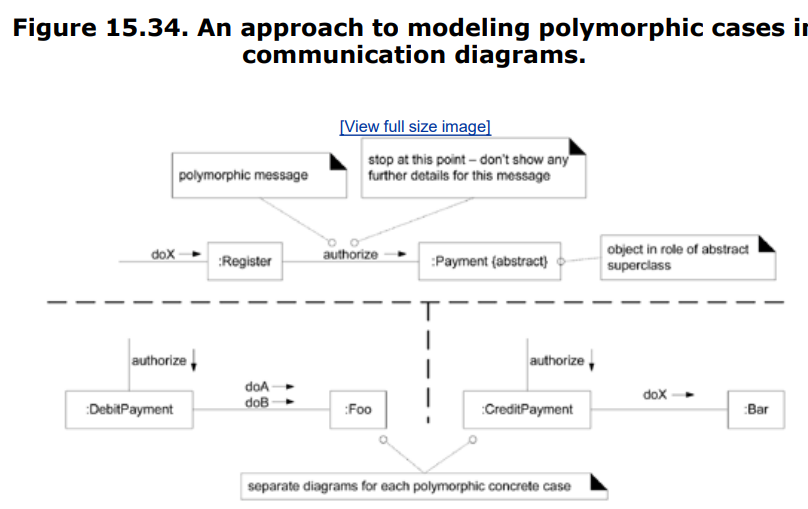 Figure 15.34. An approach to modeling polymorphic cases in
communication diagrams.
[View full size image]
polymorphic message
stop at this point – don't show any
further details for this message
doX
:Register
authorize
:Payment {abstract}
object in role of abstract
superclass
authorize
:DebitPayment
doA
doB
:Foo
authorize
:CreditPayment
doX
:Bar
separate diagrams for each polymorphic concrete case